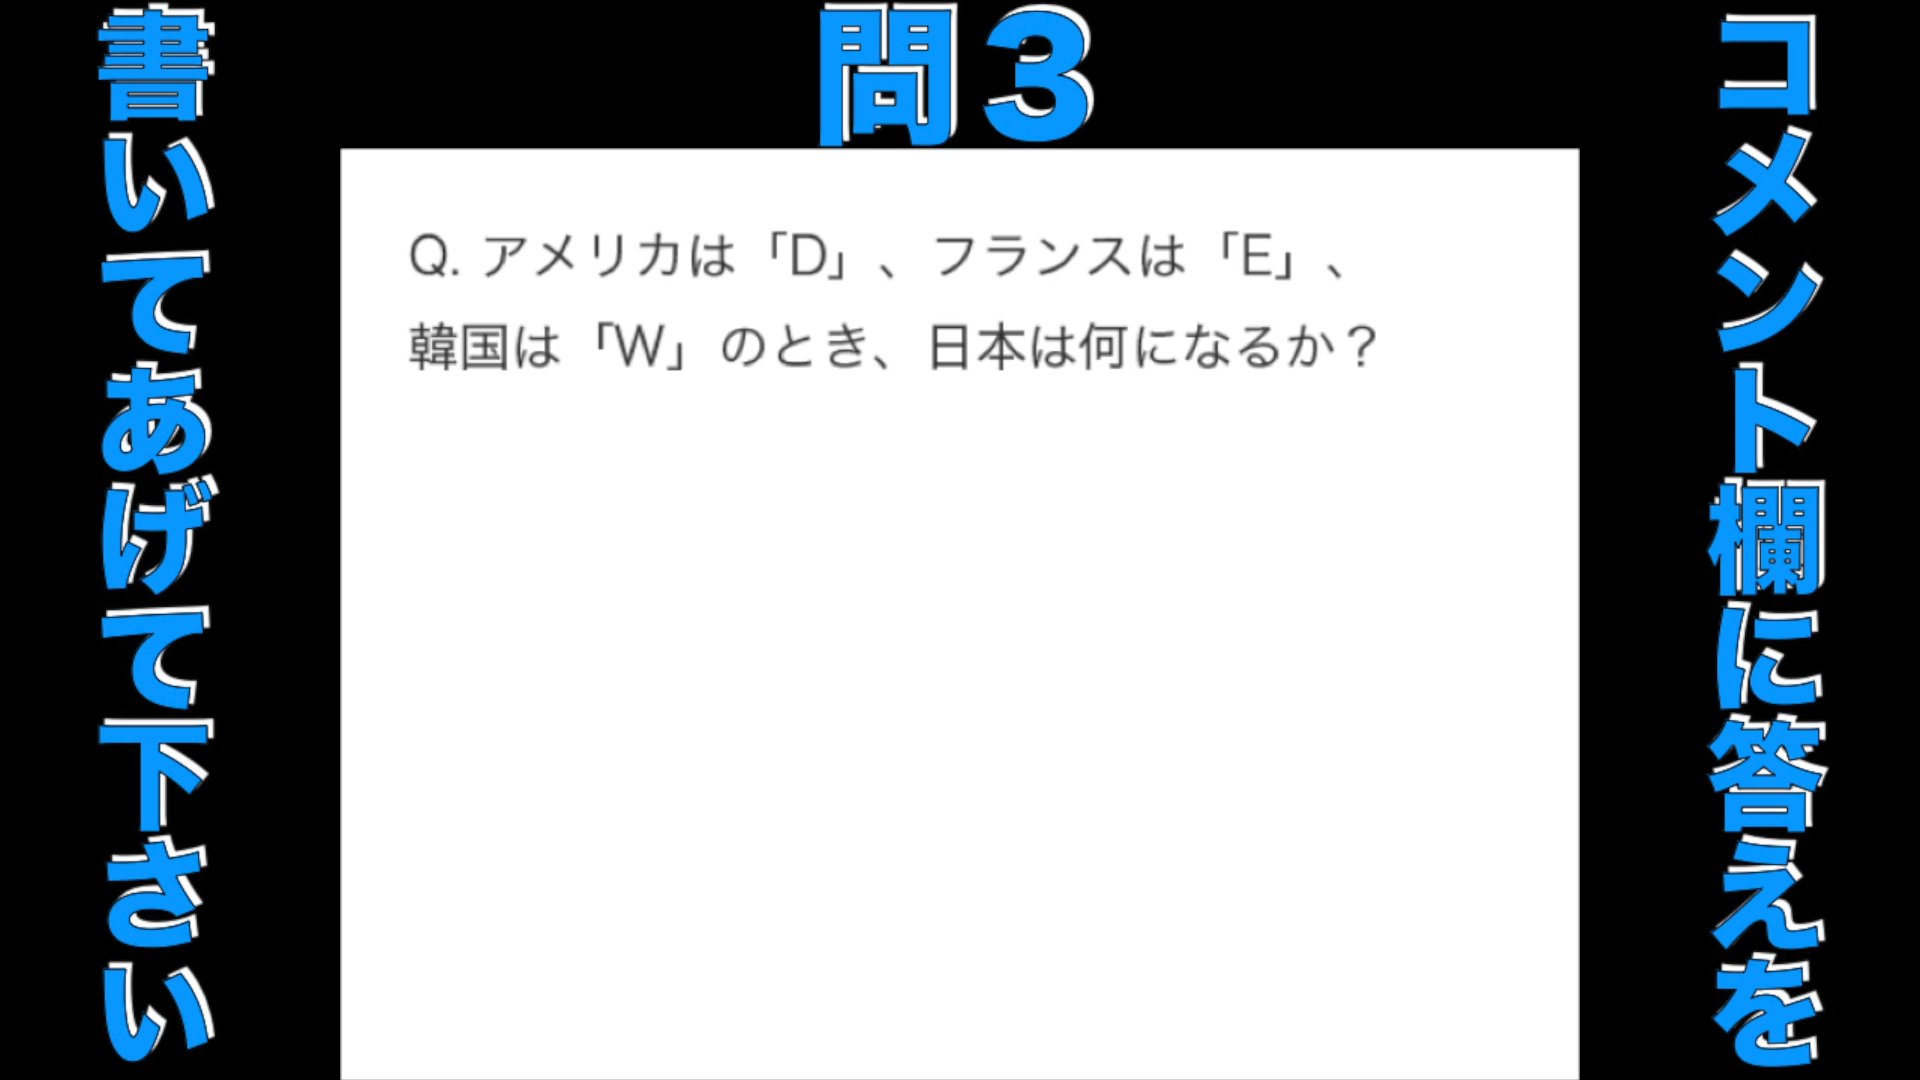 問3
コメント欄に答えを
書いてあげて下さい
Q. アメリカは「D」、フランスは「E」、
韓国は「W」のとき、日本は何になるか？